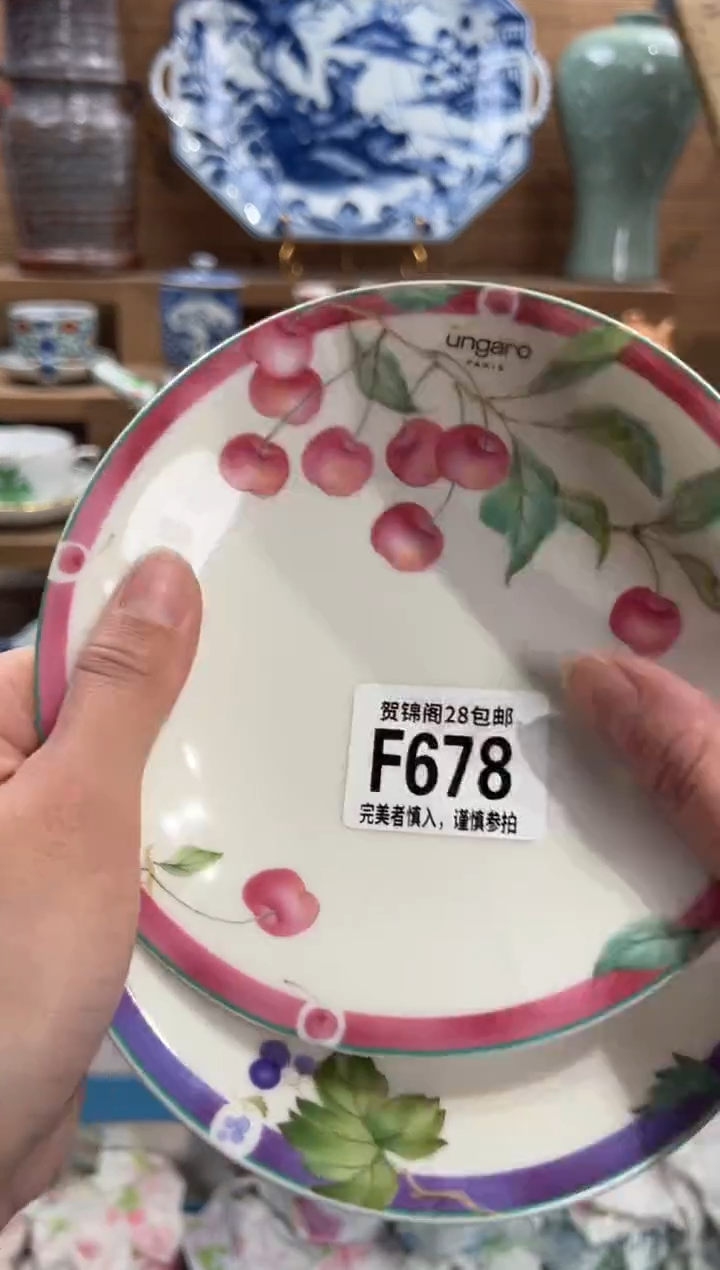 ungaro
PARIS
贺锦阁28包邮
F678
完美者慎入，谨慎参拍